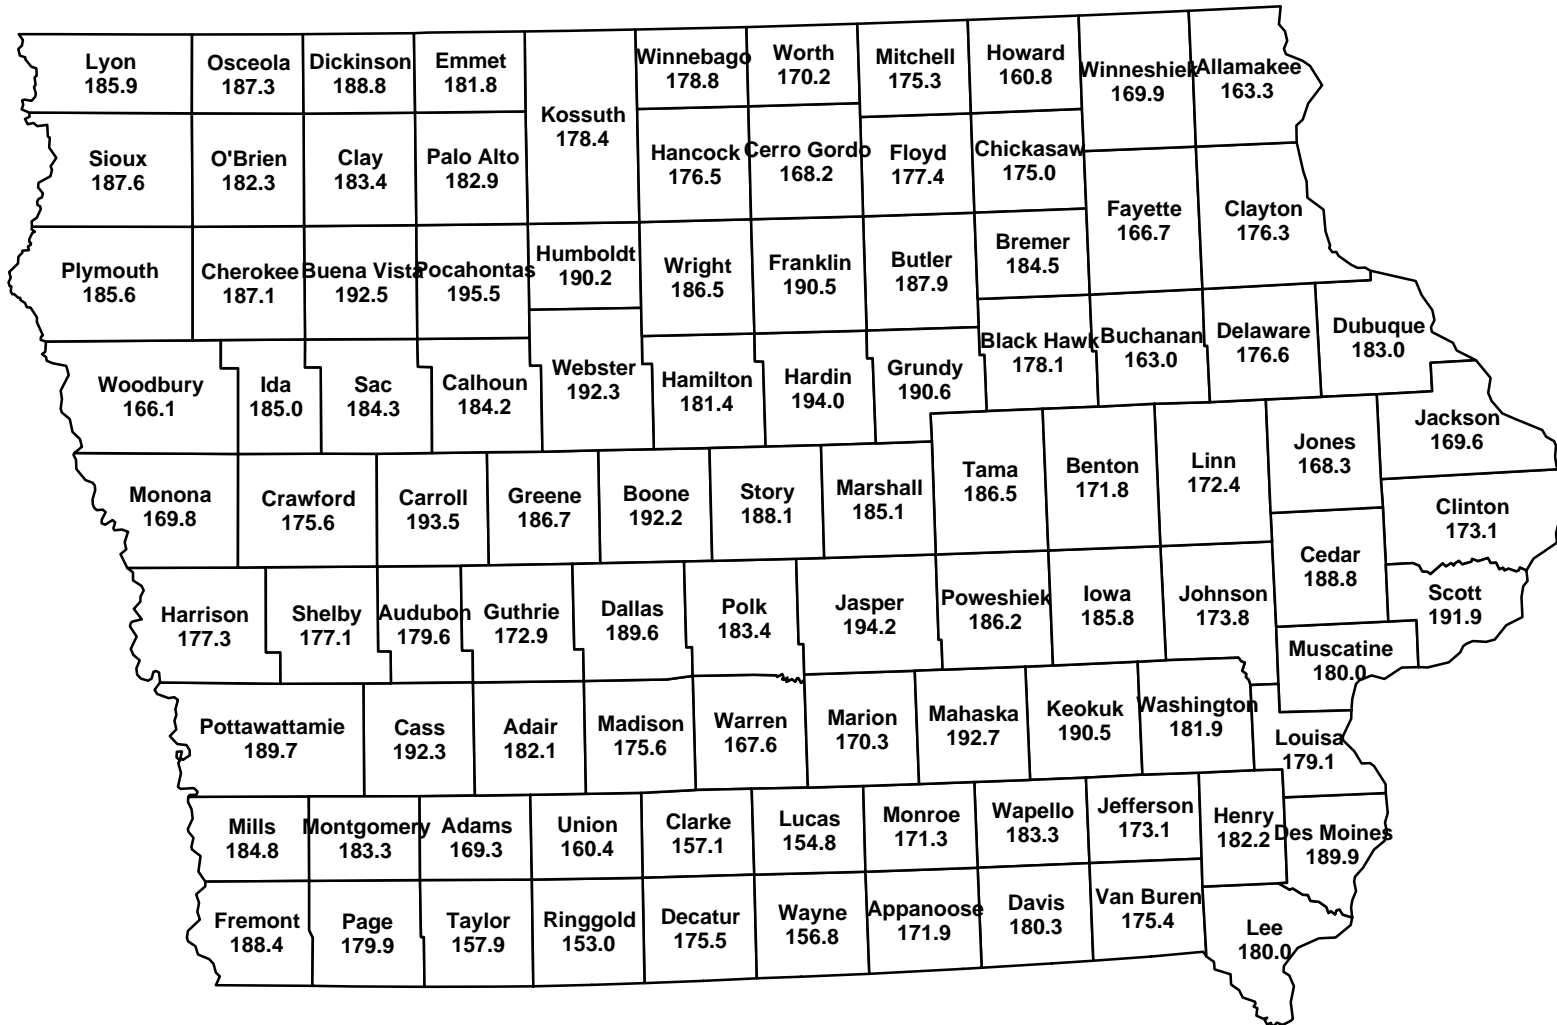 Lyon
185.9
Osceola
187.3
Dickinson
188.8
Emmet
181.8
Kossuth
178.4
Winnebago
178.8
Worth
170.2
Mitchell
175.3
Howard
160.8
Winneshiek
169.9
Allamakee
163.3
Sioux
187.6
O'Brien
182.3
Clay
183.4
Palo Alto
182.9
Hancock
176.5
Cerro Gordo
168.2
Floyd
177.4
Chickasaw
175.0
Fayette
166.7
Clayton
176.3
Plymouth
185.6
Cherokee
187.1
Buena Vista
192.5
Pocahontas
195.5
Humboldt
190.2
Wright
186.5
Franklin
190.5
Butler
187.9
Bremer
184.5
Woodbury
166.1
Ida
185.0
Sac
184.3
Calhoun
184.2
Webster
192.3
Hamilton
181.4
Hardin
194.0
Grundy
190.6
Black Hawk
178.1
Buchanan
163.0
Delaware
176.6
Dubuque
183.0
Monona
169.8
Crawford
175.6
Carroll
193.5
Greene
186.7
Boone
192.2
Story
188.1
Marshall
185.1
Tama
186.5
Benton
171.8
Linn
172.4
Jones
168.3
Jackson
169.6
Clinton
173.1
Cedar
188.8
Scott
191.9
Harrison
177.3
Shelby
177.1
Audubon
179.6
Guthrie
172.9
Dallas
189.6
Polk
183.4
Jasper
194.2
Poweshiek
186.2
Iowa
185.8
Johnson
173.8
Muscatine
180.0
Pottawattamie
189.7
Cass
192.3
Adair
182.1
Madison
175.6
Warren
167.6
Marion
170.3
Mahaska
192.7
Keokuk
190.5
Washington
181.9
Louisa
179.1
Mills
184.8
Montgomery
183.3
Adams
169.3
Union
160.4
Clarke
157.1
Lucas
154.8
Monroe
171.3
Wapello
183.3
Jefferson
173.1
Henry
182.2
Des Moines
189.9
Fremont
188.4
Page
179.9
Taylor
157.9
Ringgold
153.0
Decatur
175.5
Wayne
156.8
Appanoose
171.9
Davis
180.3
Van Buren
175.4
Lee
180.0